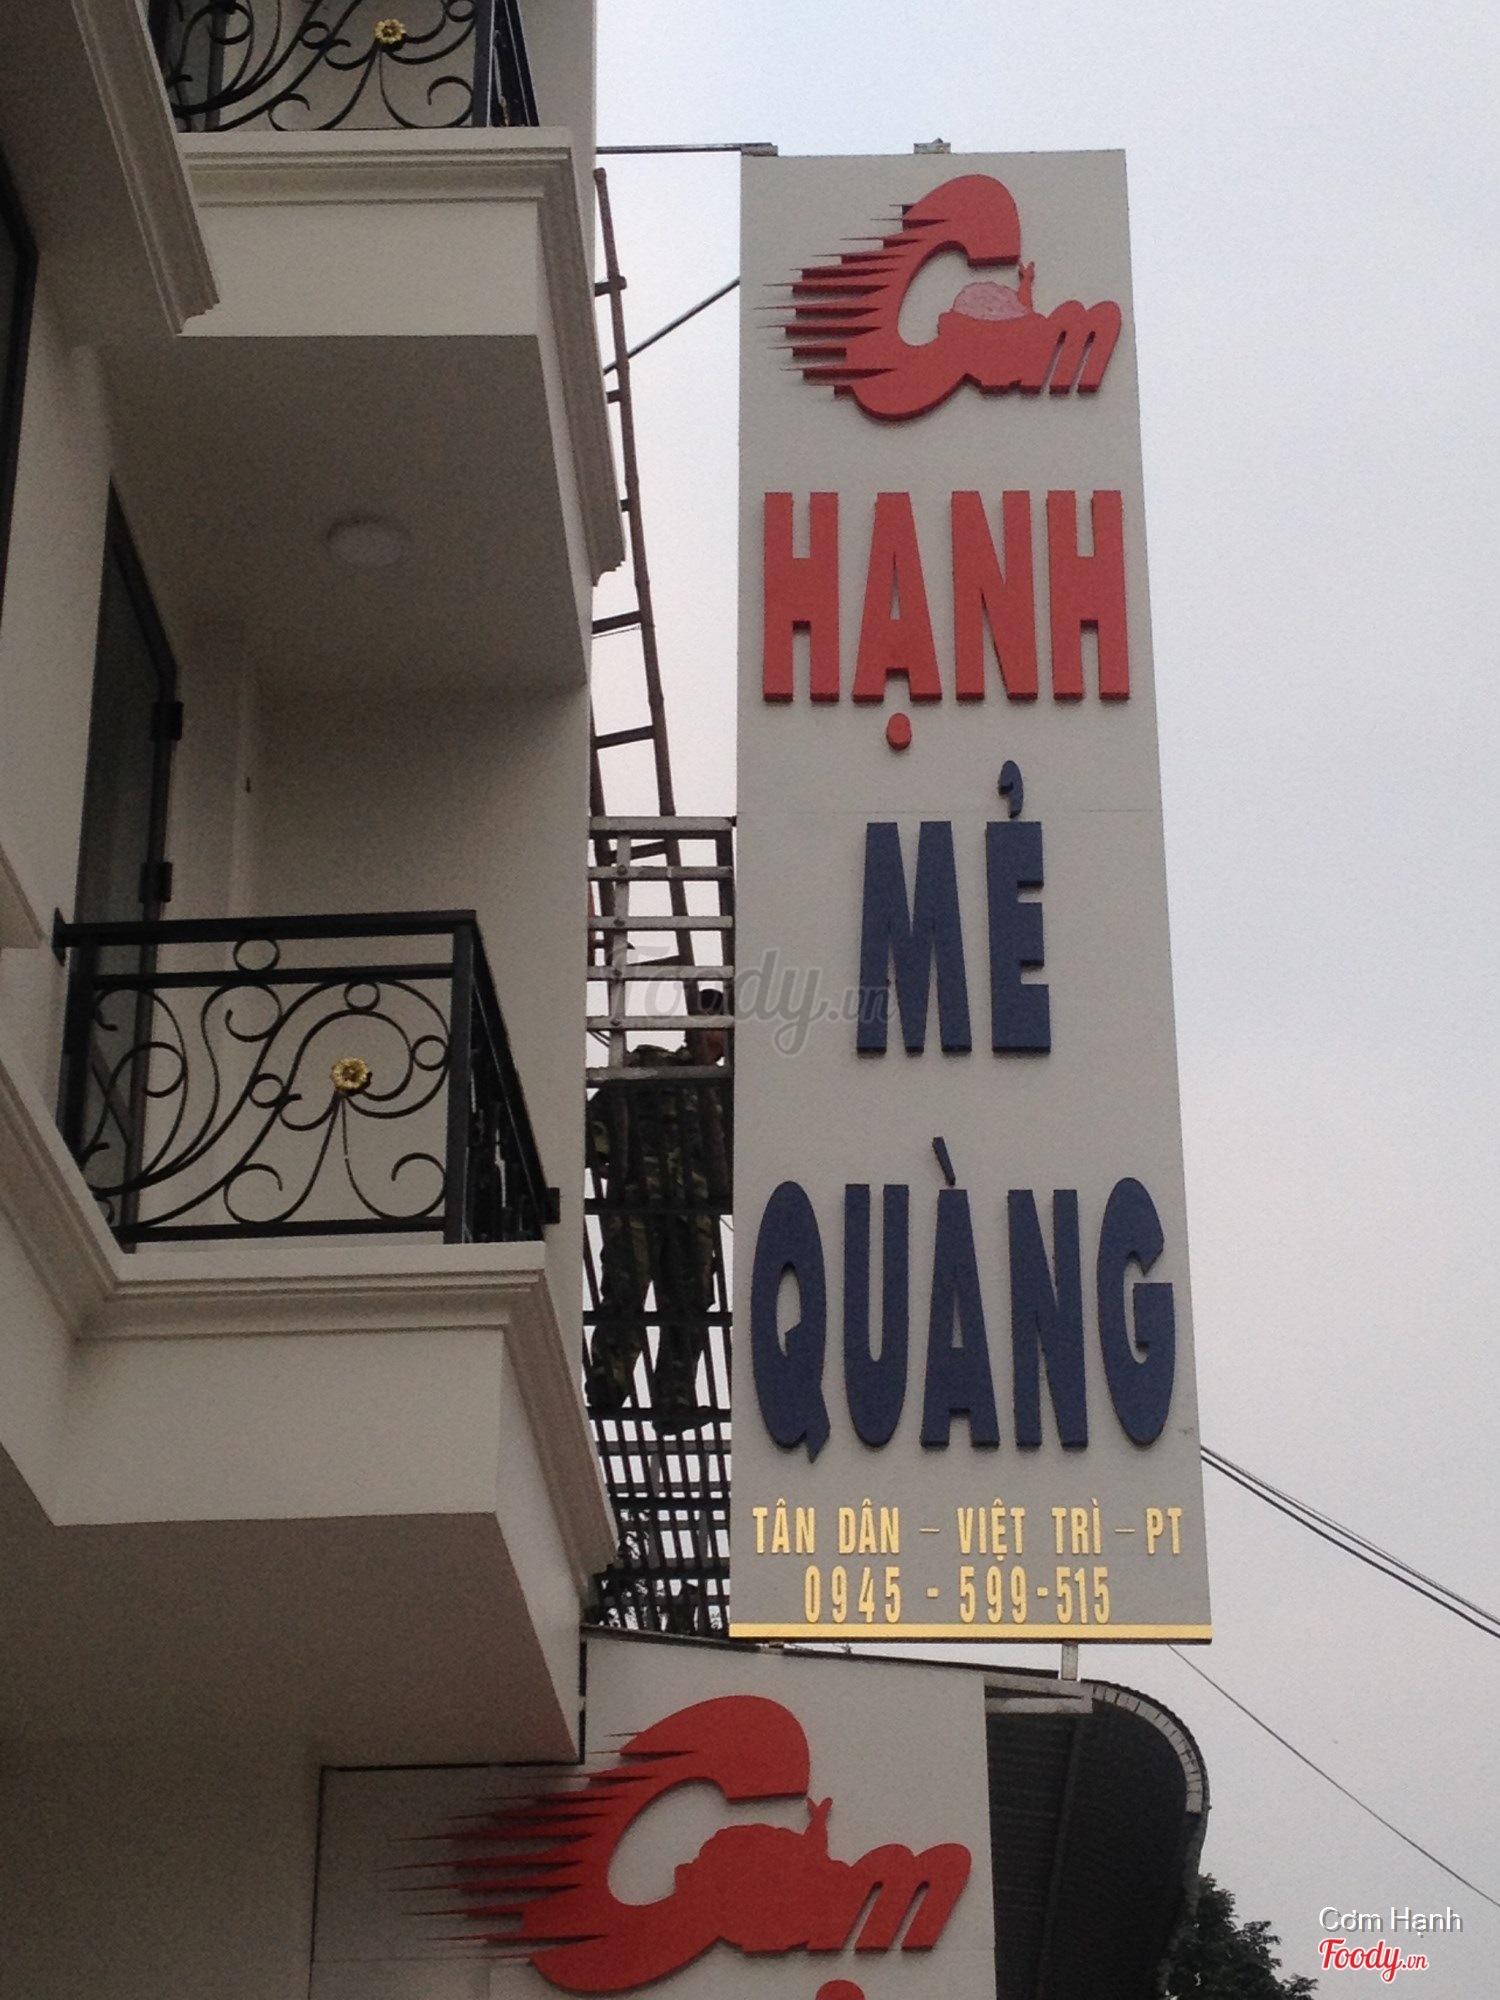 Cơm
HẠNH
MẺ
QUÀNG
TÂN DÂN - VIỆT TRÌ - PT
0945 - 599-515
Cơm
Foody.vn
Cơm Hạnh
Foody.vn